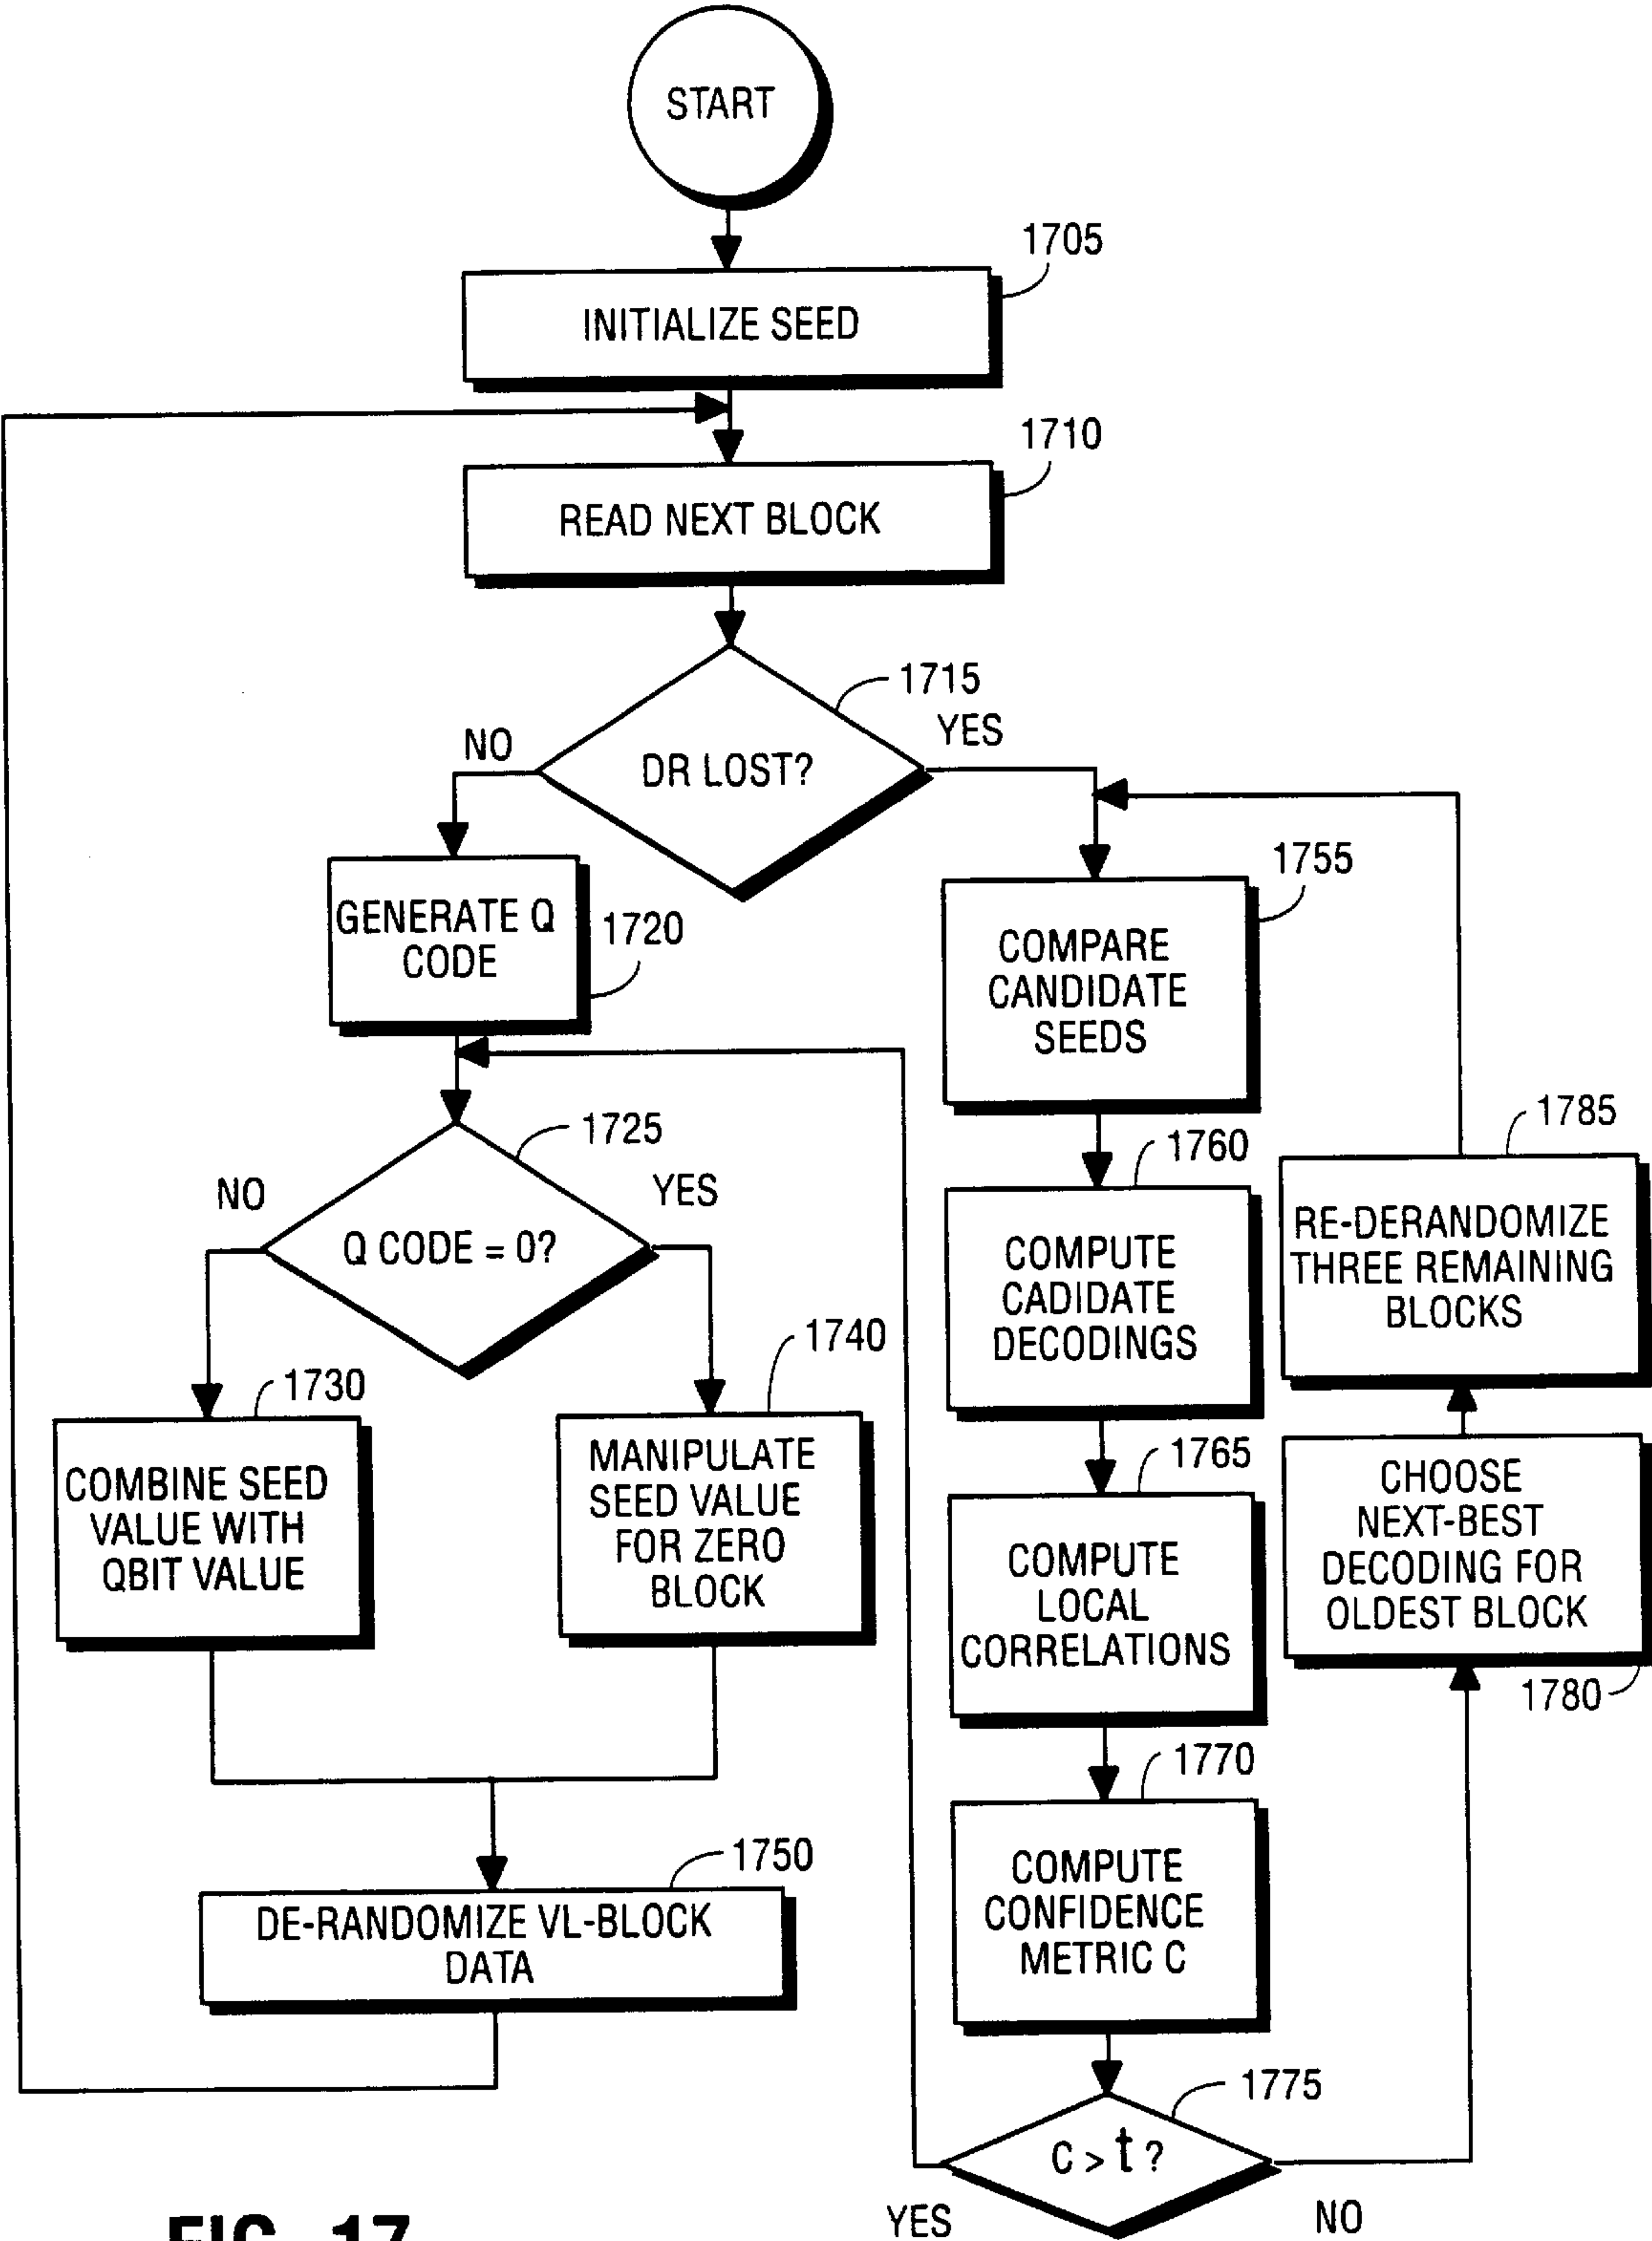 START
1705
INITIALIZE SEED
1710
READ NEXT BLOCK
1715
NO
YES
DR LOST?
GENERATE Q
CODE
1720
1755
COMPARE
CANDIDATE
SEEDS
1725
NO
YES
Q CODE = 0?
1760
COMPUTE
CADIDATE
DECODINGS
1785
RE-DERANDOMIZE
THREE REMAINING
BLOCKS
1730
COMBINE SEED
VALUE WITH
QBIT VALUE
1740
MANIPULATE
SEED VALUE
FOR ZERO
BLOCK
1765
COMPUTE
LOCAL
CORRELATIONS
CHOOSE
NEXT-BEST
DECODING FOR
OLDEST BLOCK
1780
1750
DE-RANDOMIZE VL-BLOCK
DATA
1770
COMPUTE
CONFIDENCE
METRIC C
1775
C > t ?
YES
NO
FIG. 17